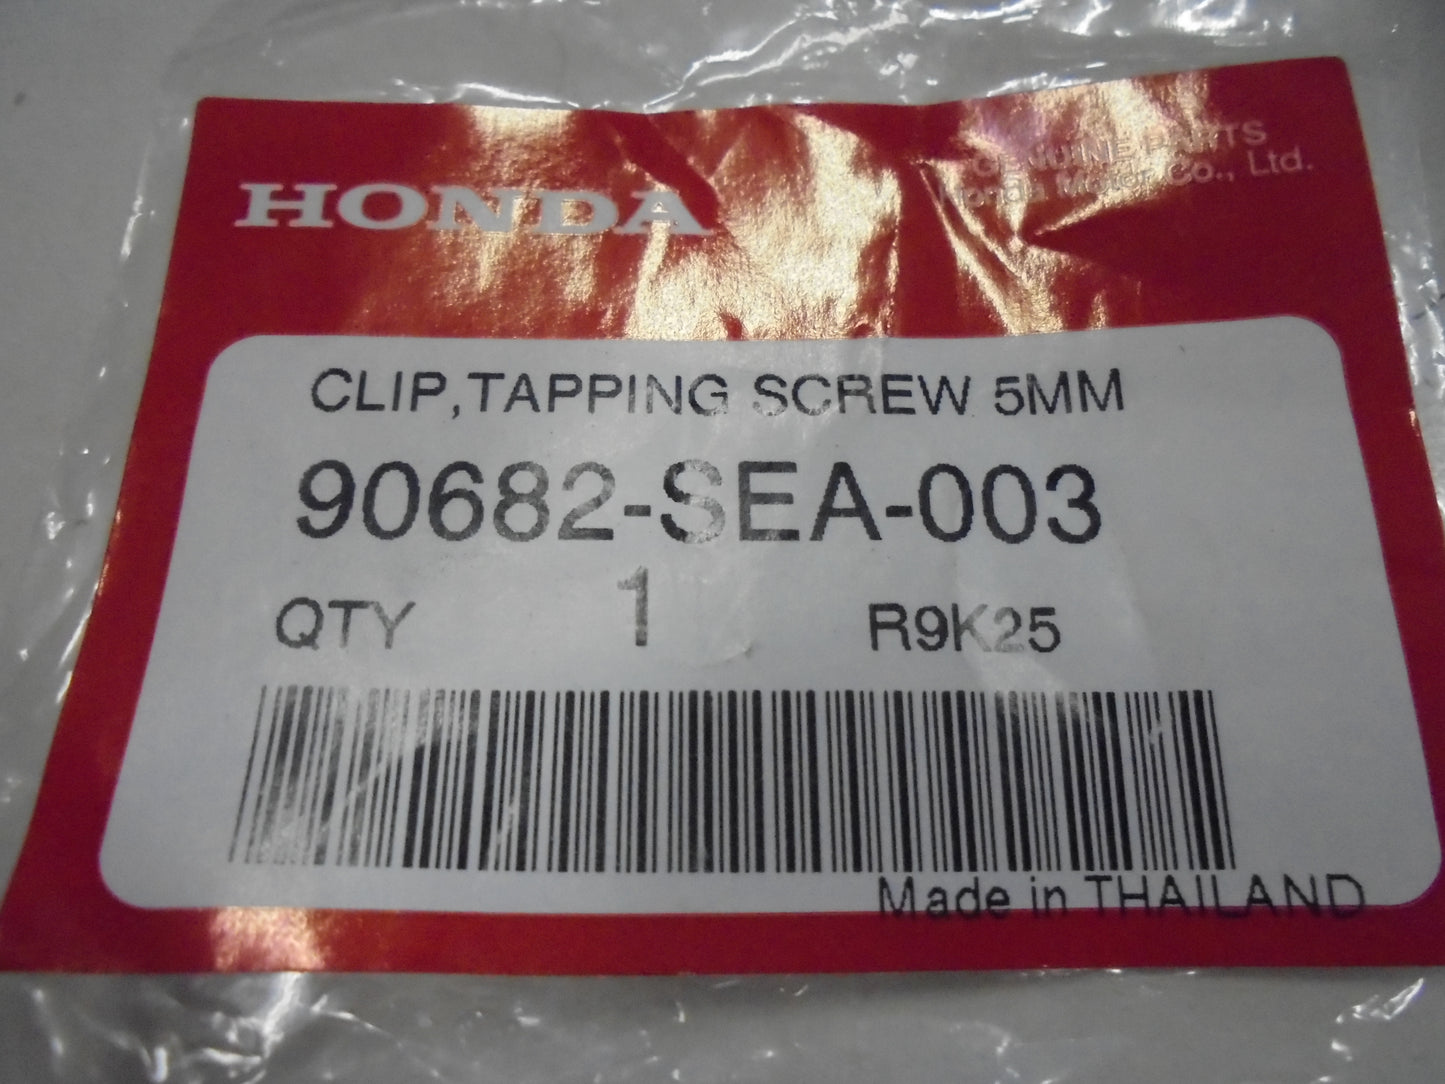 HONDA
GENUINE PARTS
Honda Motor Co., Ltd.
CLIP,TAPPING SCREW 5MM
90682-SEA-003
QTY 1 R9K25
Made in THAILAND